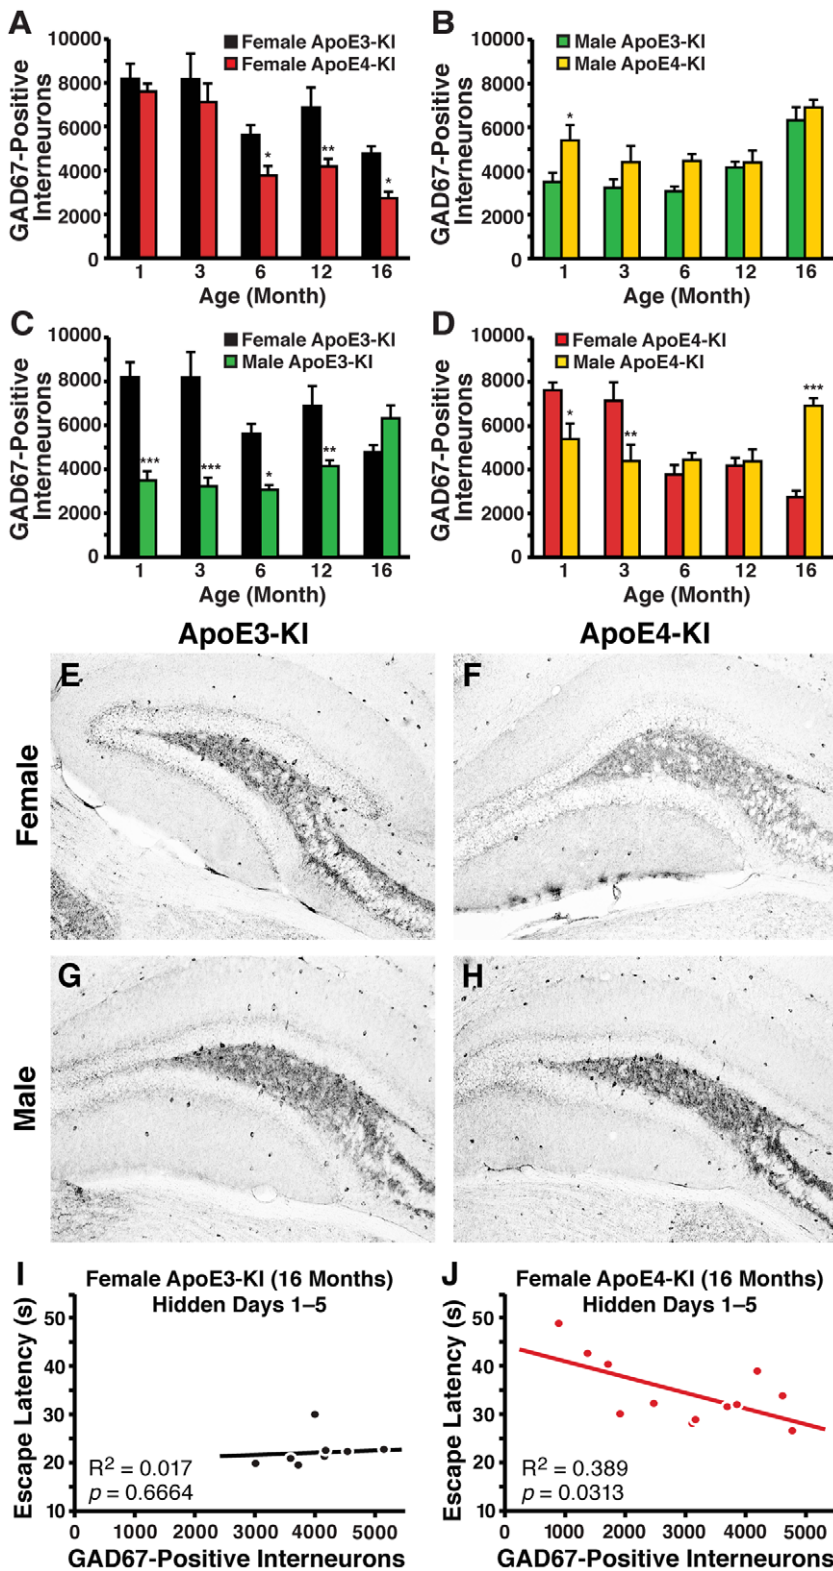 A
Female ApoE3-KI
Female ApoE4-KI
GAD67-Positive
Interneurons
10000
8000
6000
4000
2000
0
*
**
*
1 3 6 12 16
Age (Month)
B
Male ApoE3-KI
Male ApoE4-KI
GAD67-Positive
Interneurons
10000
8000
6000
4000
2000
0
*
1 3 6 12 16
Age (Month)
C
Female ApoE3-KI
Male ApoE3-KI
GAD67-Positive
Interneurons
10000
8000
6000
4000
2000
0
***
***
*
**
1 3 6 12 16
Age (Month)
D
Female ApoE4-KI
Male ApoE4-KI
GAD67-Positive
Interneurons
10000
8000
6000
4000
2000
0
*
**
***
1 3 6 12 16
Age (Month)
ApoE3-KI
ApoE4-KI
Female
E
F
Male
G
H
I
Female ApoE3-KI (16 Months)
Hidden Days 1–5
Escape Latency (s)
50
40
30
20
10
R² = 0.017
p = 0.6664
0 1000 2000 3000 4000 5000
GAD67-Positive Interneurons
J
Female ApoE4-KI (16 Months)
Hidden Days 1–5
Escape Latency (s)
50
40
30
20
10
R² = 0.389
p = 0.0313
0 1000 2000 3000 4000 5000
GAD67-Positive Interneurons